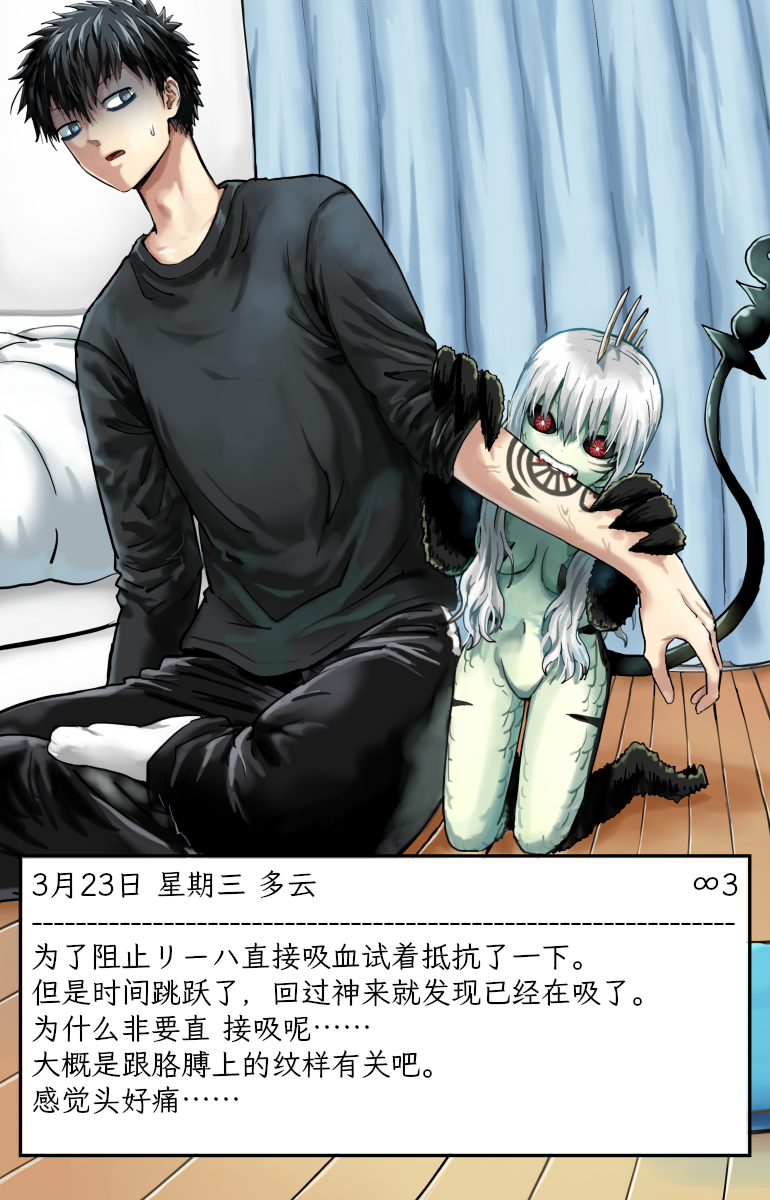 3月23日 星期三 多云 ∞3
为了阻止リーハ直接吸血试着抵抗了一下。
但是时间跳跃了，回过神来就发现已经在吸了。
为什么非要直 接吸呢……
大概是跟胳膊上的纹样有关吧。
感觉头好痛……